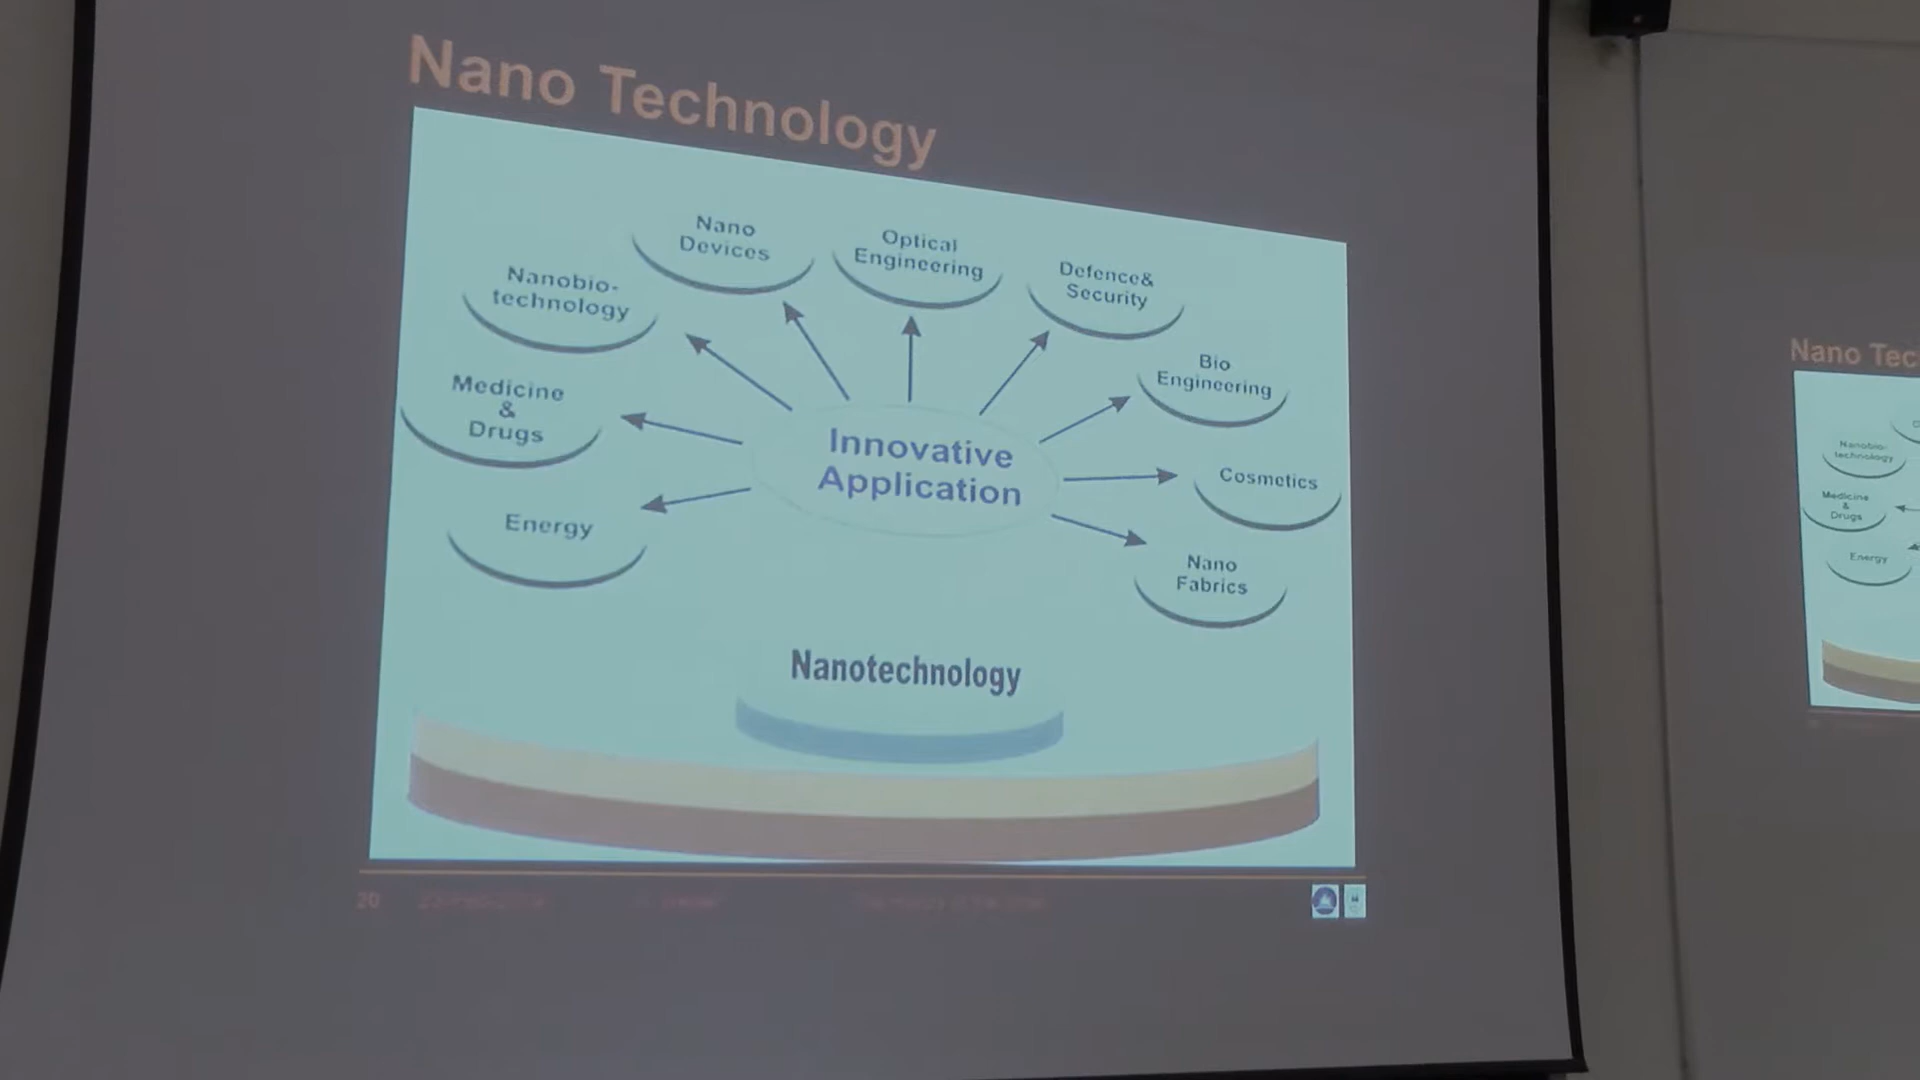 Nano Technology
Nano
Devices
Optical
Engineering
Defence&
Security
Nanobio-
technology
Bio
Engineering
Medicine
&
Drugs
Innovative
Application
Cosmetics
Energy
Nano
Fabrics
Nanotechnology
20
Nano Tec
Nanobio-
technology
Medicine
&
Drugs
Energy